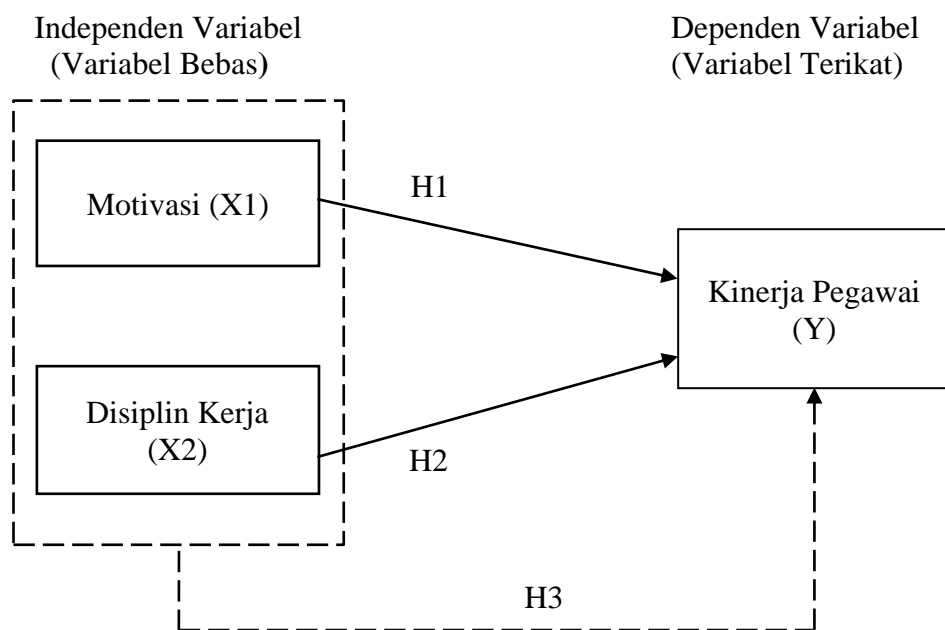 Independen Variabel
(Variabel Bebas)
Dependen Variabel
(Variabel Terikat)
Motivasi (X1)
H1
Kinerja Pegawai
(Y)
Disiplin Kerja
(X2)
H2
H3